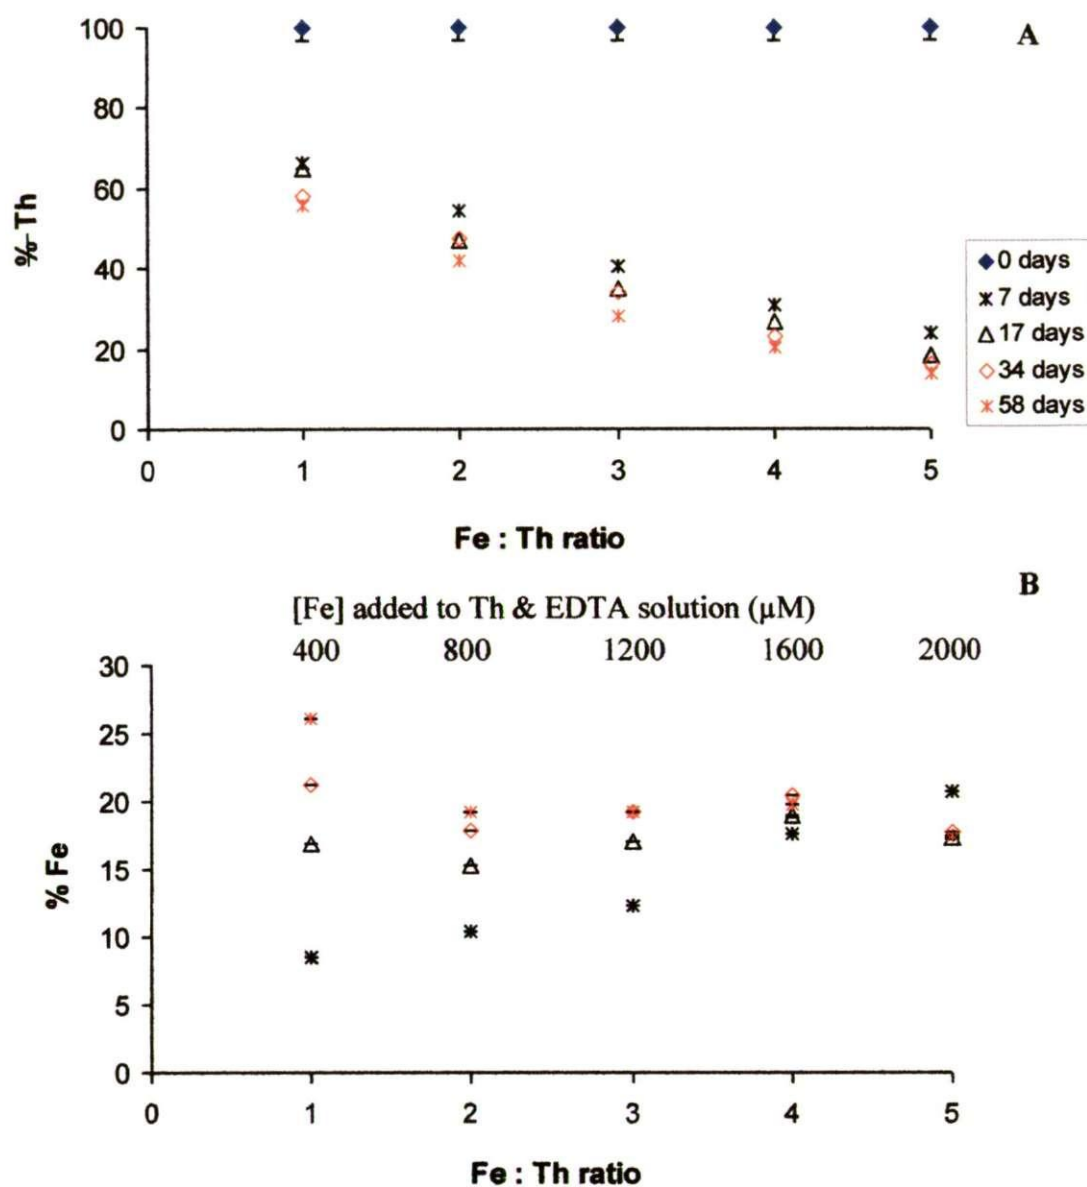 A
100
80
60
40
20
0
% Th
0 1 2 3 4 5
Fe : Th ratio
0 days
7 days
17 days
34 days
58 days
B
[Fe] added to Th & EDTA solution (µM)
400 800 1200 1600 2000
30
25
20
15
10
5
0
% Fe
0 1 2 3 4 5
Fe : Th ratio